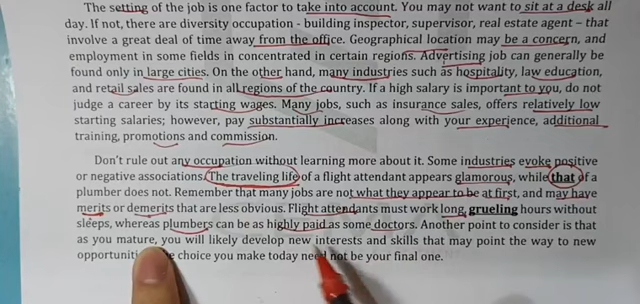 The setting of the job is one factor to take into account. You may not want to sit at a desk all
day. If not, there are diversity occupation - building inspector, supervisor, real estate agent – that
involve a great deal of time away from the office. Geographical location may be a concern, and
employment in some fields in concentrated in certain regions. Advertising job can generally be
found only in large cities. On the other hand, many industries such as hospitality, law education,
and retail sales are found in all regions of the country. If a high salary is important to you, do not
judge a career by its starting wages. Many jobs, such as insurance sales, offers relatively low
starting salaries; however, pay substantially increases along with your experience, additional
training, promotions and commission.
Don't rule out any occupation without learning more about it. Some industries evoke positive
or negative associations. The traveling life of a flight attendant appears glamorous, while that of a
plumber does not. Remember that many jobs are not what they appear to be at first, and may have
merits or demerits that are less obvious. Flight attendants must work long, grueling hours without
sleeps, whereas plumbers can be as highly paid as some doctors. Another point to consider is that
as you mature, you will likely develop new interests and skills that may point the way to new
choice you make today need not be your final one.